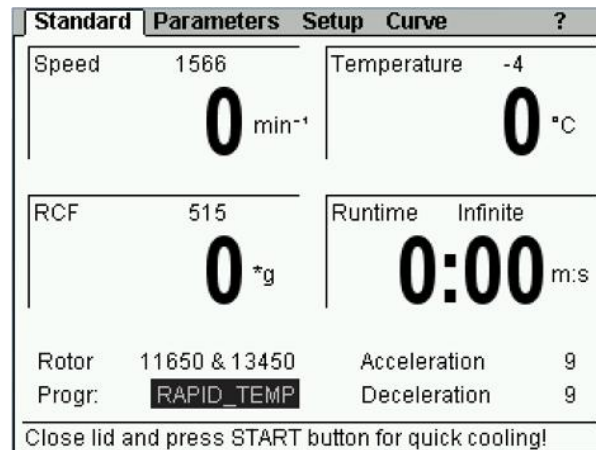 Standard Parameters Setup Curve ?
Speed 1566
0 min⁻¹
Temperature -4
0 °C
RCF 515
0 *g
Runtime Infinite
0:00 m:s
Rotor 11650 & 13450 Acceleration 9
Progr: RAPID_TEMP Deceleration 9
Close lid and press START button for quick cooling!